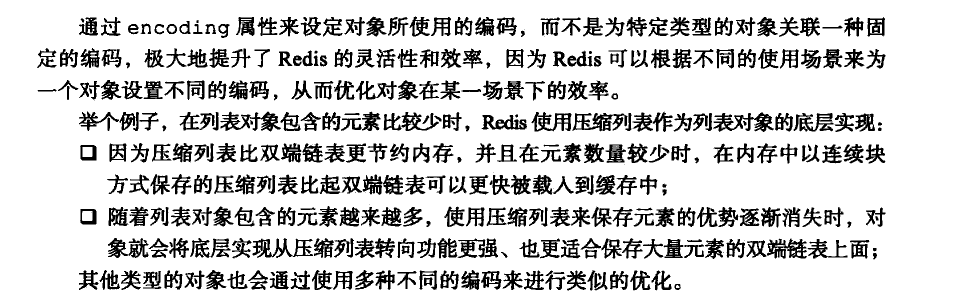 通过 encoding 属性来设定对象所使用的编码，而不是为特定类型的对象关联一种固
定的编码，极大地提升了 Redis 的灵活性和效率，因为 Redis 可以根据不同的使用场景来为
一个对象设置不同的编码，从而优化对象在某一场景下的效率。
举个例子，在列表对象包含的元素比较少时，Redis 使用压缩列表作为列表对象的底层实现：
❑ 因为压缩列表比双端链表更节约内存，并且在元素数量较少时，在内存中以连续块
方式保存的压缩列表比起双端链表可以更快被载入到缓存中；
❑ 随着列表对象包含的元素越来越多，使用压缩列表来保存元素的优势逐渐消失时，对
象就会将底层实现从压缩列表转向功能更强、也更适合保存大量元素的双端链表上面；
其他类型的对象也会通过使用多种不同的编码来进行类似的优化。